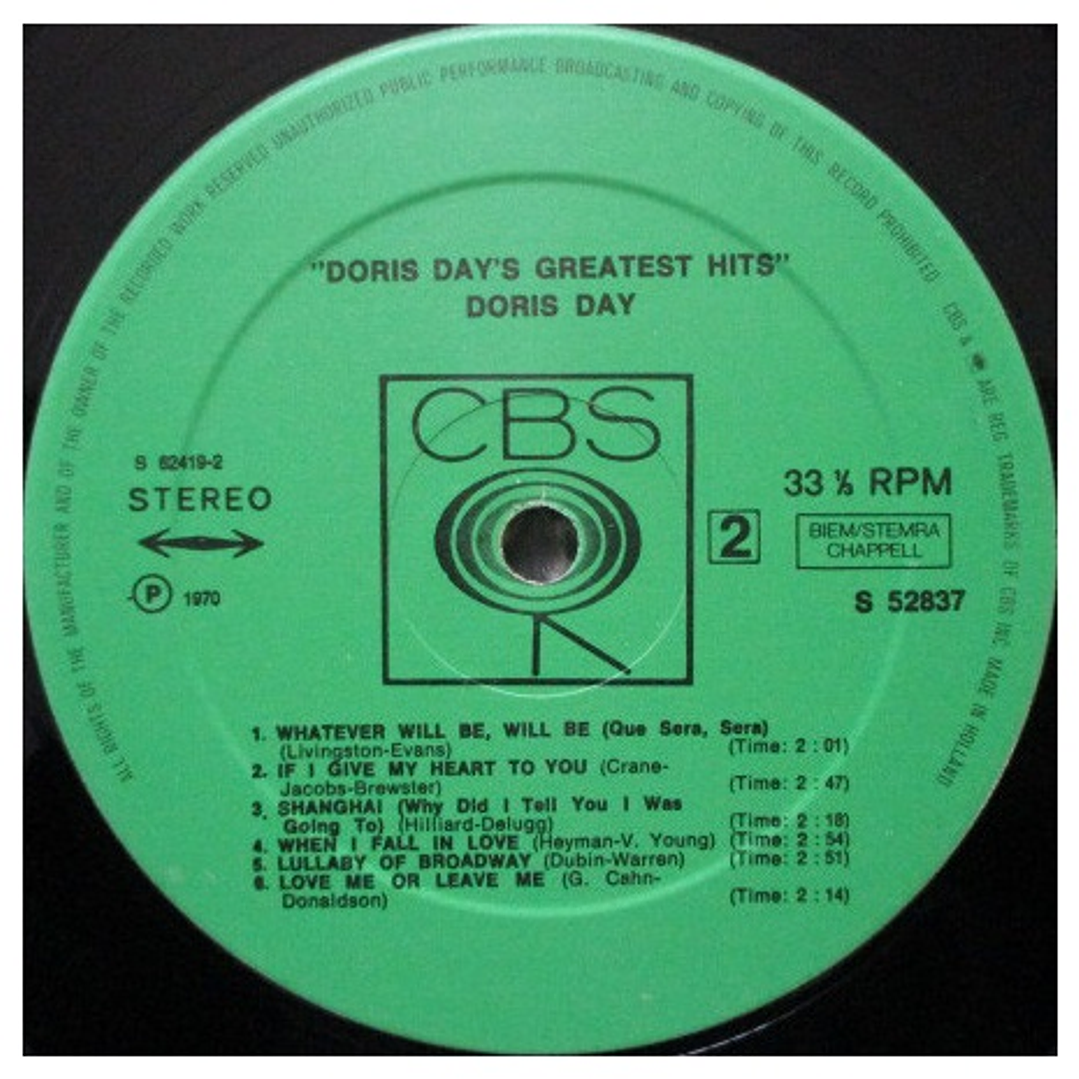 ALL RIGHTS OF THE MANUFACTURER AND OF THE OWNER OF THE RECORDED WORK RESERVED UNAUTHORIZED PUBLIC PERFORMANCE BROADCASTING AND COPYING OF THIS RECORD PROHIBITED CBS & ARE REG. TRADEMARKS OF CBS INC. MADE IN HOLLAND
"DORIS DAY'S GREATEST HITS"
DORIS DAY
CBS
S 62419-2
STEREO
Ⓟ 1970
2
33 ⅓ RPM
BIEM/STEMRA
CHAPPELL
S 52837
1. WHATEVER WILL BE, WILL BE (Que Sera, Sera)
(Livingston-Evans) (Time: 2 : 01)
2. IF I GIVE MY HEART TO YOU (Crane-
Jacobs-Brewster) (Time: 2 : 47)
3. SHANGHAI (Why Did I Tell You I Was
Going To) (Hilliard-Delugg) (Time: 2 : 18)
4. WHEN I FALL IN LOVE (Heyman-V. Young) (Time: 2 : 54)
5. LULLABY OF BROADWAY (Dubin-Warren) (Time: 2 : 51)
6. LOVE ME OR LEAVE ME (G. Cahn-
Donaldson) (Time: 2 : 14)